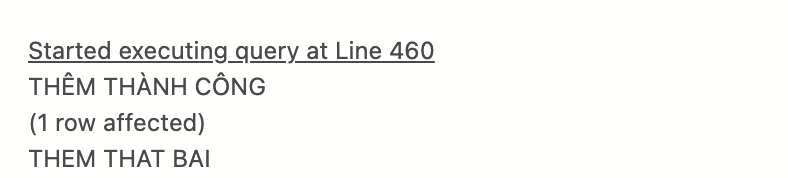 Started executing query at Line 460
THÊM THÀNH CÔNG
(1 row affected)
THEM THAT BAI